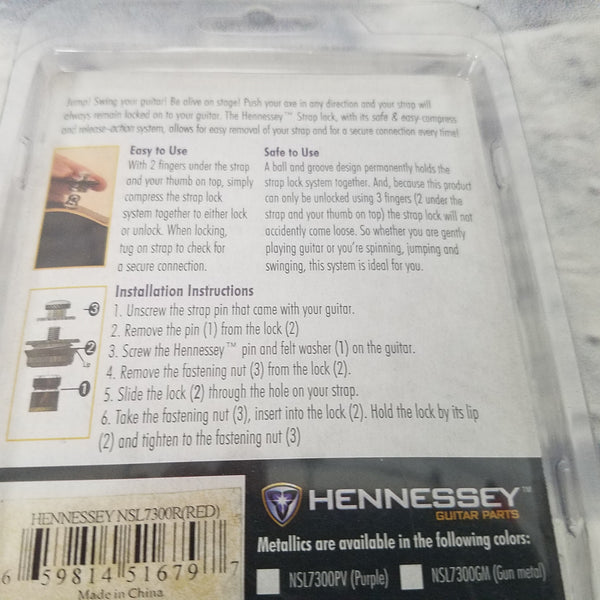 Jump! Swing your guitar! Be alive on stage! Push your axe in any direction and your strap will
always remain locked on to your guitar. The Hennessey™ Strap lock, with its safe & easy-compress
and release-action system, allows for easy removal of your strap and for a secure connection every time!
Easy to Use
With 2 fingers under the strap
and your thumb on top, simply
compress the strap lock
system together to either lock
or unlock. When locking,
tug on strap to check for
a secure connection.
Safe to Use
A ball and groove design permanently holds the
strap lock system together. And, because this product
can only be unlocked using 3 fingers (2 under the
strap and your thumb on top) the strap lock will not
accidently come loose. So whether you are gently
playing guitar or you're spinning, jumping and
swinging, this system is ideal for you.
3
2
1
Installation Instructions
1. Unscrew the strap pin that came with your guitar.
2. Remove the pin (1) from the lock (2)
3. Screw the Hennessey™ pin and felt washer (1) on the guitar.
4. Remove the fastening nut (3) from the lock (2).
5. Slide the lock (2) through the hole on your strap.
6. Take the fastening nut (3), insert into the lock (2). Hold the lock by its lip
(2) and tighten to the fastening nut (3)
HENNESSEY NSL7300R(RED)
6 59814 51679 7
Made in China
HENNESSEY™
GUITAR PARTS
Metallics are available in the following colors:
NSL7300PV (Purple) NSL7300GM (Gun metal)